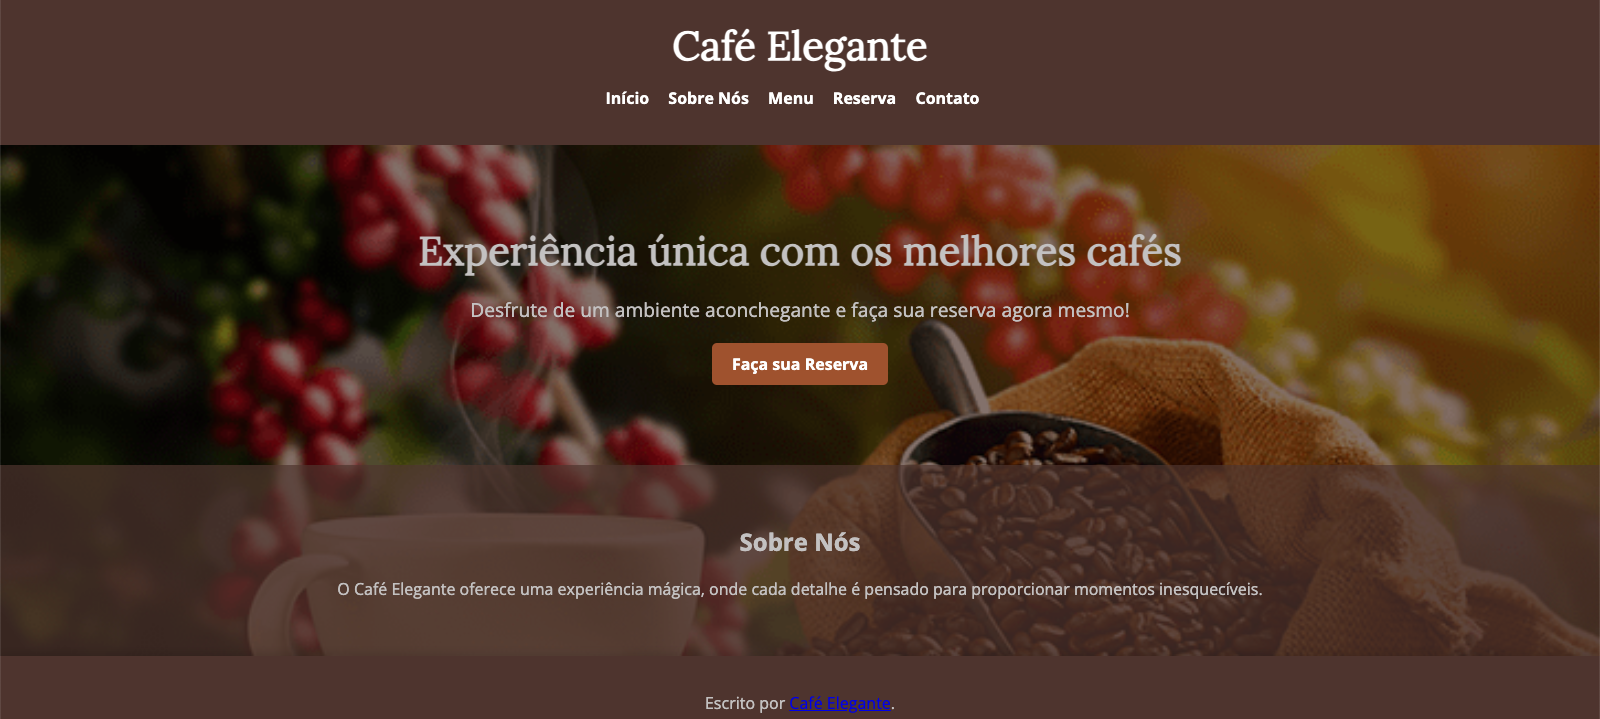 Café Elegante
Início Sobre Nós Menu Reserva Contato
Experiência única com os melhores cafés
Desfrute de um ambiente aconchegante e faça sua reserva agora mesmo!
Faça sua Reserva
Sobre Nós
O Café Elegante oferece uma experiência mágica, onde cada detalhe é pensado para proporcionar momentos inesquecíveis.
Escrito por Café Elegante.